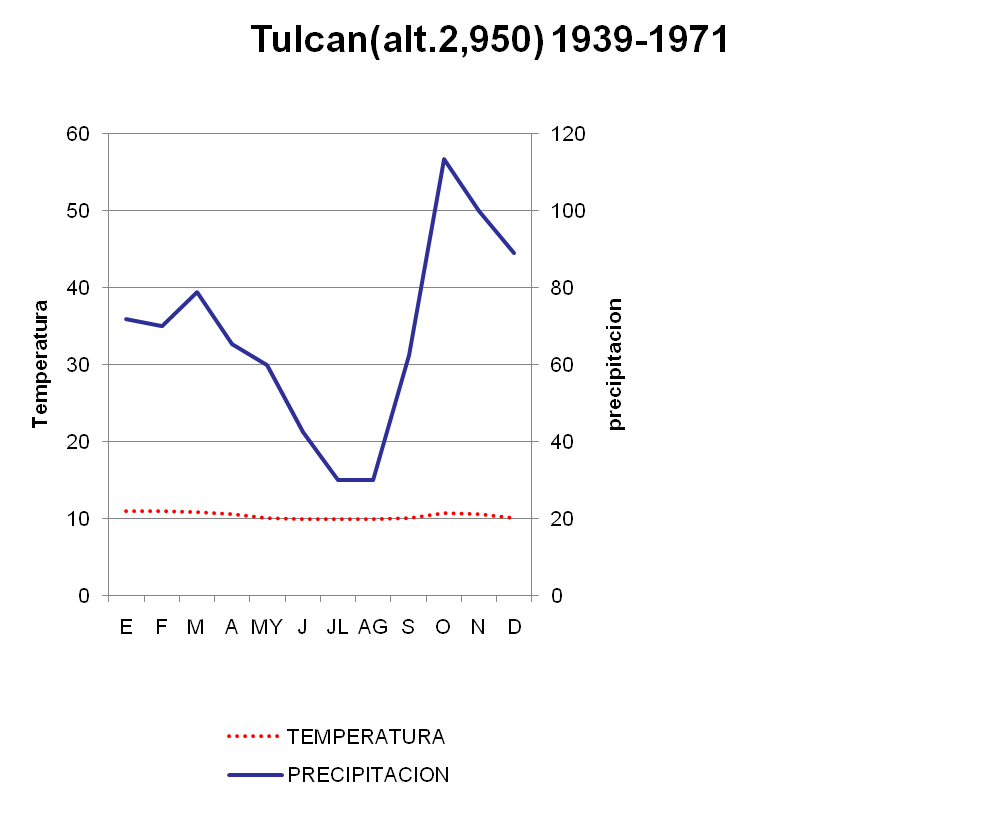 Tulcan(alt.2,950) 1939-1971
60
50
40
30
20
10
0
Temperatura
120
100
80
60
40
20
0
precipitacion
E F M A MY J JL AG S O N D
TEMPERATURA
PRECIPITACION